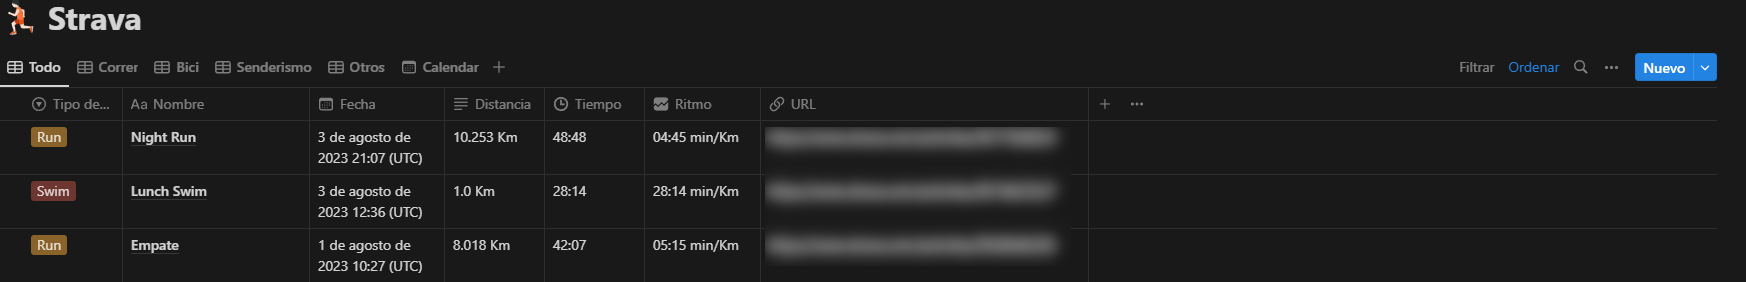 Strava
Todo Correr Bici Senderismo Otros Calendar Filtrar Ordenar Nuevo
Tipo de... Aa Nombre Fecha Distancia Tiempo Ritmo URL
Run Night Run 3 de agosto de 10.253 Km 48:48 04:45 min/Km
2023 21:07 (UTC)
Swim Lunch Swim 3 de agosto de 1.0 Km 28:14 28:14 min/Km
2023 12:36 (UTC)
Run Empate 1 de agosto de 8.018 Km 42:07 05:15 min/Km
2023 10:27 (UTC)